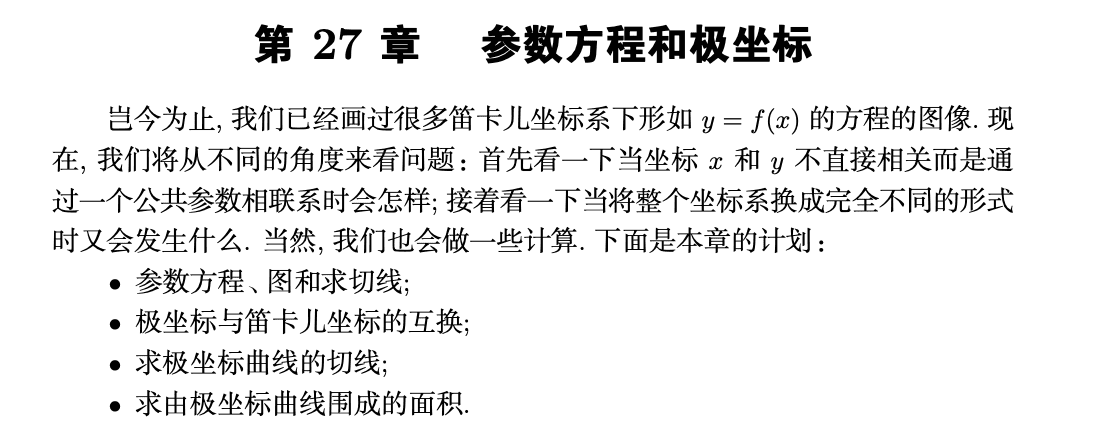 第 27 章 参数方程和极坐标
岂今为止, 我们已经画过很多笛卡儿坐标系下形如 y = f(x) 的方程的图像. 现
在, 我们将从不同的角度来看问题: 首先看一下当坐标 x 和 y 不直接相关而是通
过一个公共参数相联系时会怎样; 接着看一下当将整个坐标系换成完全不同的形式
时又会发生什么. 当然, 我们也会做一些计算. 下面是本章的计划:
• 参数方程、图和求切线;
• 极坐标与笛卡儿坐标的互换;
• 求极坐标曲线的切线;
• 求由极坐标曲线围成的面积.